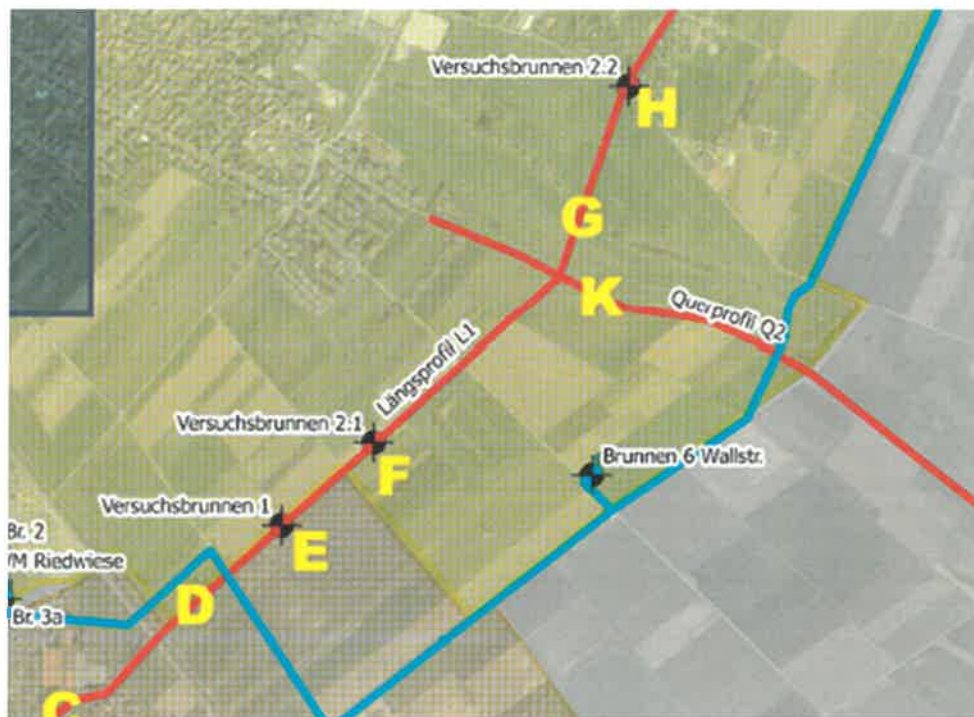 Versuchsbrunnen 2.2
H
G
K
Querprofil Q2
Längsprofil L1
Versuchsbrunnen 2.1
F
Brunnen 6 Wallstr.
Versuchsbrunnen 1
E
Br. 2
VM Riedwiese
D
Br. 3a
C